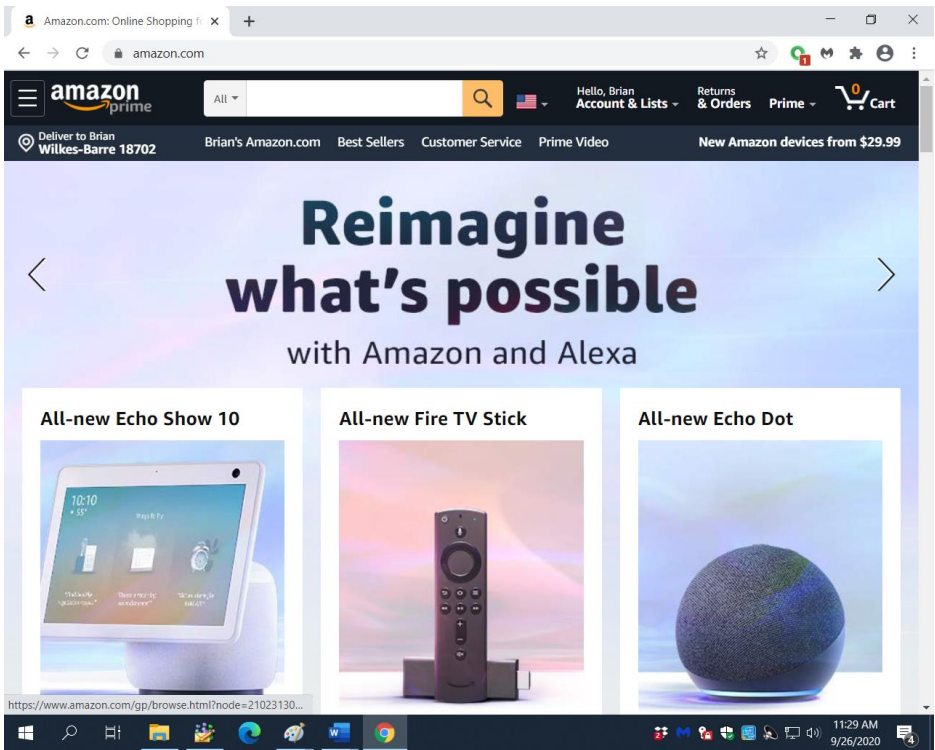 a Amazon.com: Online Shopping fo
amazon.com
1
amazon
prime
All
Hello, Brian
Account & Lists
Returns
& Orders
Prime
0
Cart
Deliver to Brian
Wilkes-Barre 18702
Brian's Amazon.com Best Sellers Customer Service Prime Video
New Amazon devices from $29.99
Reimagine
what's possible
with Amazon and Alexa
All-new Echo Show 10
All-new Fire TV Stick
All-new Echo Dot
10:10
55°
https://www.amazon.com/gp/browse.html?node=21023130...
W
11:29 AM
9/26/2020
4